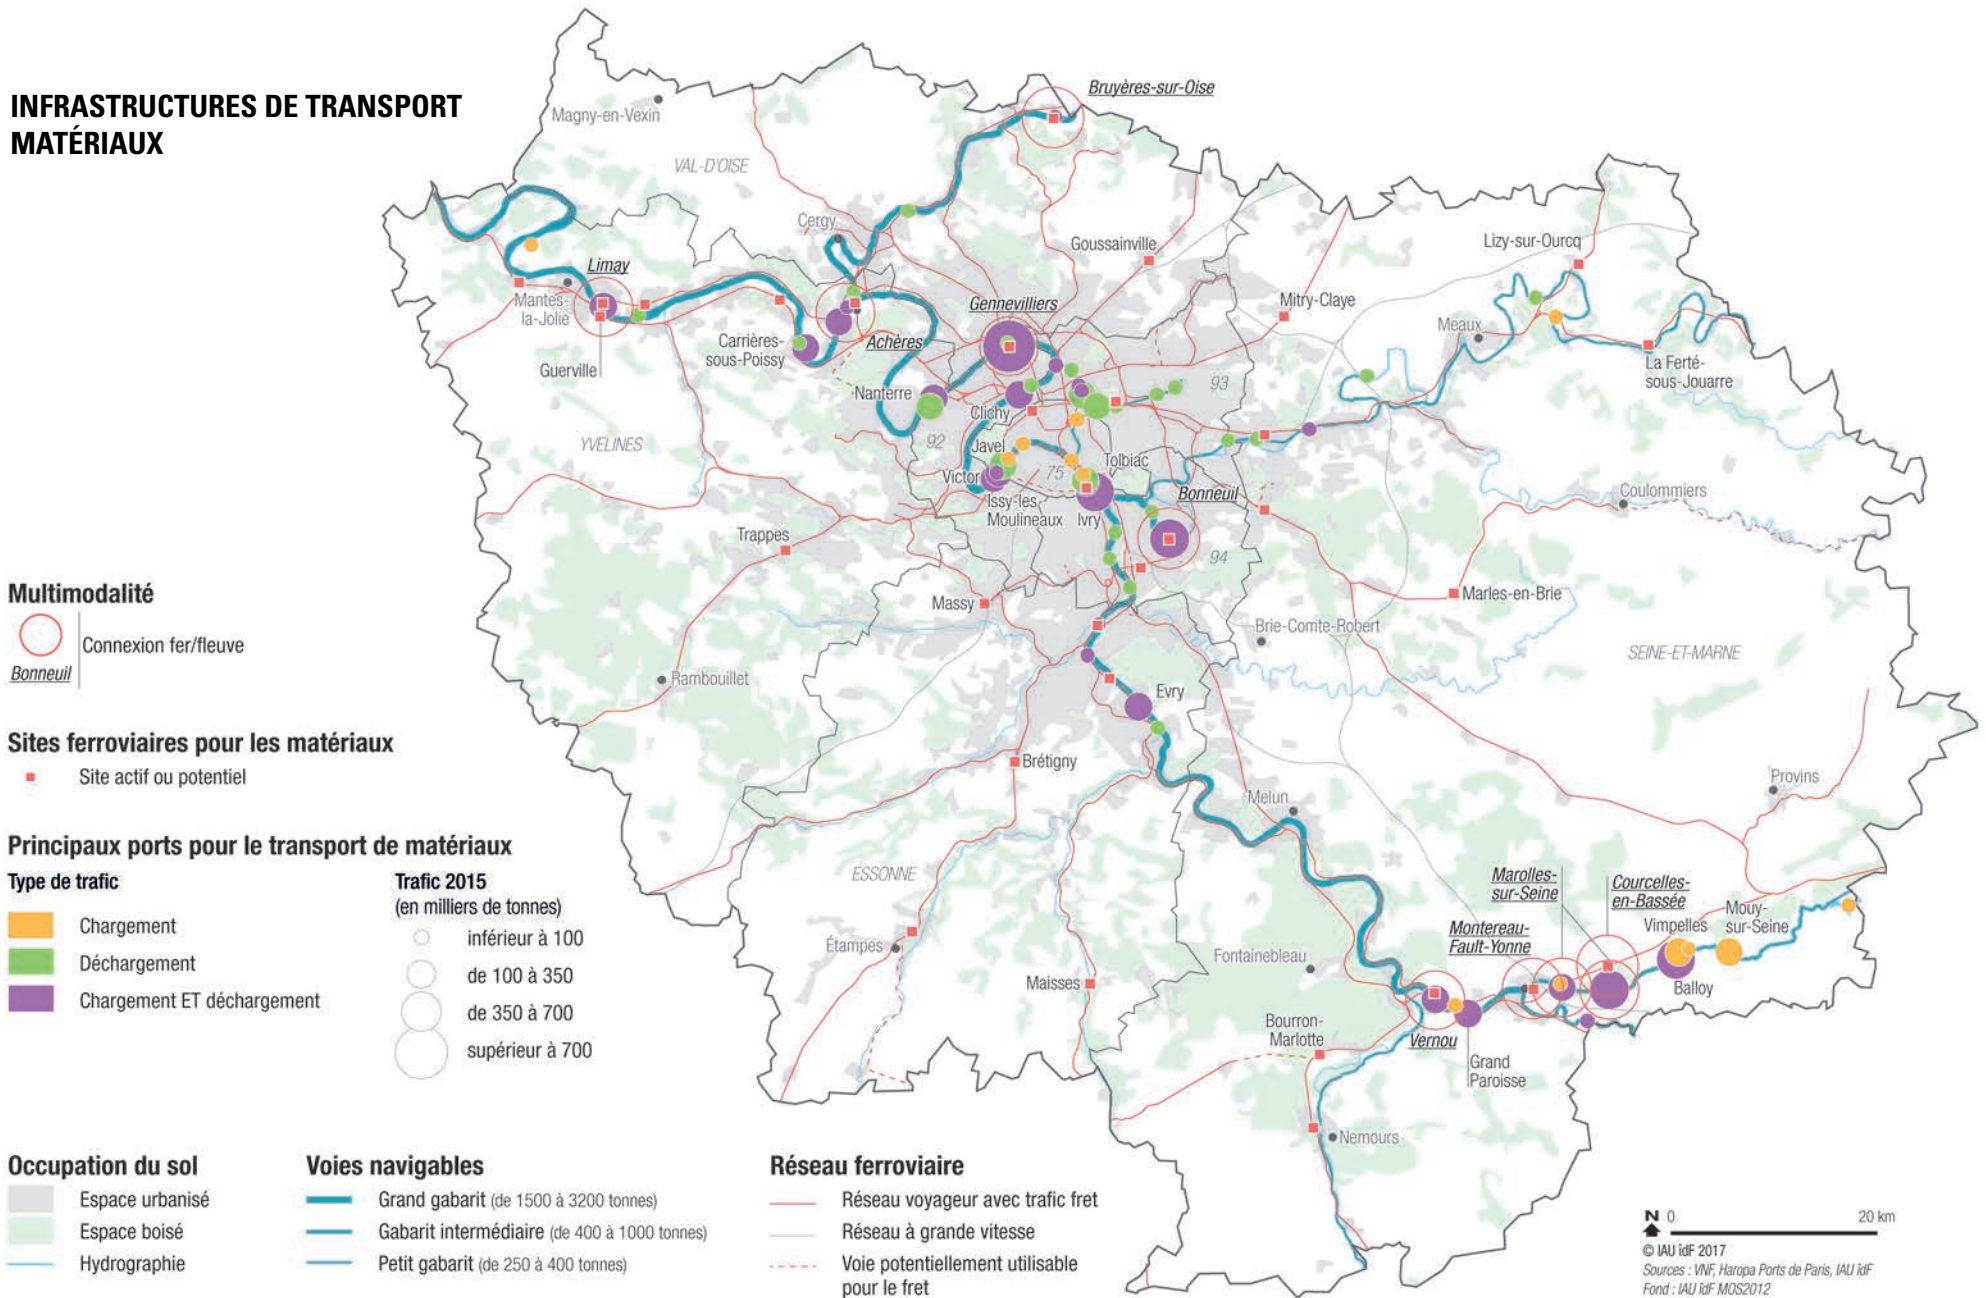 INFRASTRUCTURES DE TRANSPORT
MATÉRIAUX
Bruyères-sur-Oise
Magny-en-Vexin
VAL-D'OISE
Cergy
Goussainville
Lizy-sur-Ourcq
Limay
Mantes-
la-Jolie
Gennevilliers
Mitry-Claye
Meaux
Guerville
Carrières-
sous-Poissy
Achères
La Ferté-
sous-Jouarre
Nanterre
93
Clichy
YVELINES
92
Javel
Victor
75
Tolbiac
Issy-les-
Moulineaux
Ivry
Bonneuil
Coulommiers
Trappes
94
Massy
Marles-en-Brie
Brie-Comte-Robert
SEINE-ET-MARNE
Rambouillet
Evry
Brétigny
Provins
Melun
ESSONNE
Marolles-
sur-Seine
Courcelles-
en-Bassée
Mouy-
sur-Seine
Vimpelles
Montereau-
Fault-Yonne
Étampes
Fontainebleau
Maisses
Balloy
Bourron-
Marlotte
Vernou
Grand
Paroisse
Nemours
Multimodalité
Connexion fer/fleuve
Bonneuil
Sites ferroviaires pour les matériaux
Site actif ou potentiel
Principaux ports pour le transport de matériaux
Type de trafic
Chargement
Déchargement
Chargement ET déchargement
Trafic 2015
(en milliers de tonnes)
inférieur à 100
de 100 à 350
de 350 à 700
supérieur à 700
Occupation du sol
Espace urbanisé
Espace boisé
Hydrographie
Voies navigables
Grand gabarit (de 1500 à 3200 tonnes)
Gabarit intermédiaire (de 400 à 1000 tonnes)
Petit gabarit (de 250 à 400 tonnes)
Réseau ferroviaire
Réseau voyageur avec trafic fret
Réseau à grande vitesse
Voie potentiellement utilisable
pour le fret
N 0 20 km
© IAU îdF 2017
Sources : VNF, Haropa Ports de Paris, IAU îdF
Fond : IAU îdF MOS2012